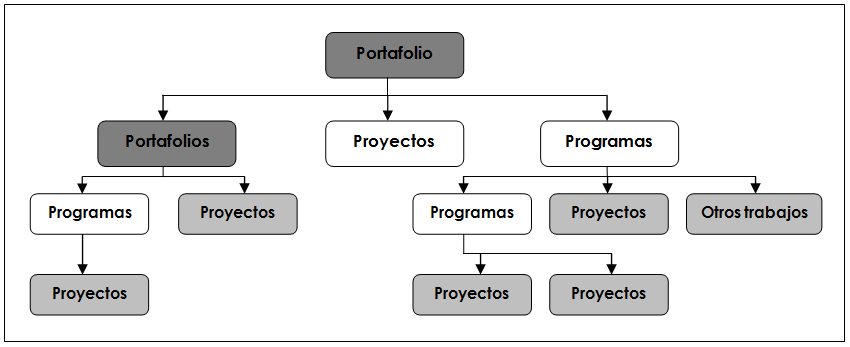 Portafolio
Portafolios
Proyectos
Programas
Programas
Proyectos
Programas
Proyectos
Otros trabajos
Proyectos
Proyectos
Proyectos